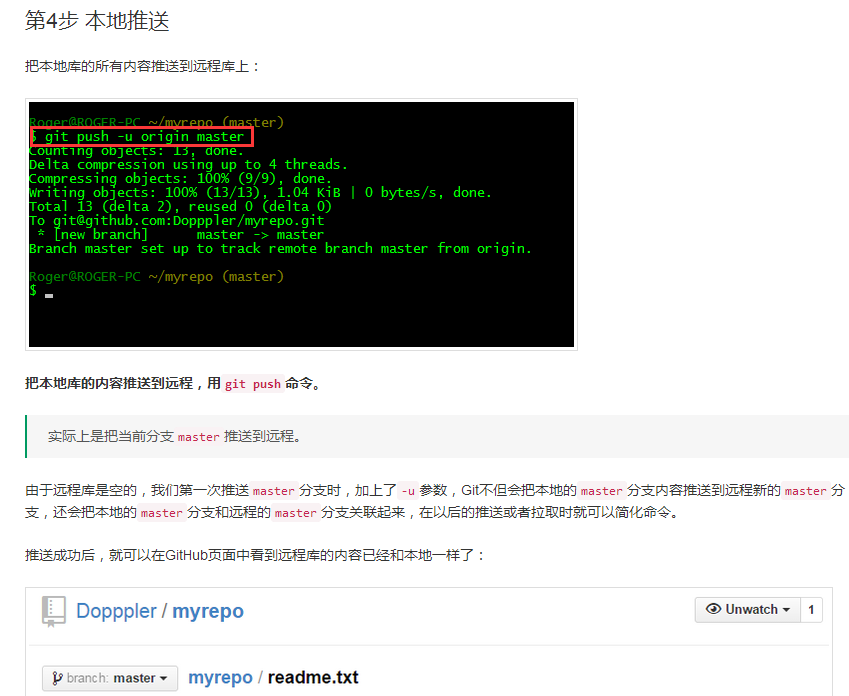 第4步 本地推送
把本地库的所有内容推送到远程库上：
Roger@ROGER-PC ~/myrepo (master)
$ git push -u origin master
Counting objects: 13, done.
Delta compression using up to 4 threads.
Compressing objects: 100% (9/9), done.
Writing objects: 100% (13/13), 1.04 KiB | 0 bytes/s, done.
Total 13 (delta 2), reused 0 (delta 0)
To git@github.com:Dopppler/myrepo.git
 * [new branch]      master -> master
Branch master set up to track remote branch master from origin.
Roger@ROGER-PC ~/myrepo (master)
$
把本地库的内容推送到远程，用 git push 命令。
实际上是把当前分支 master 推送到远程。
由于远程库是空的，我们第一次推送 master 分支时，加上了 -u 参数，Git不但会把本地的 master 分支内容推送到远程新的 master 分
支，还会把本地的 master 分支和远程的 master 分支关联起来，在以后的推送或者拉取时就可以简化命令。
推送成功后，就可以在GitHub页面中看到远程库的内容已经和本地一样了：
Dopppler / myrepo
Unwatch 1
branch: master myrepo / readme.txt